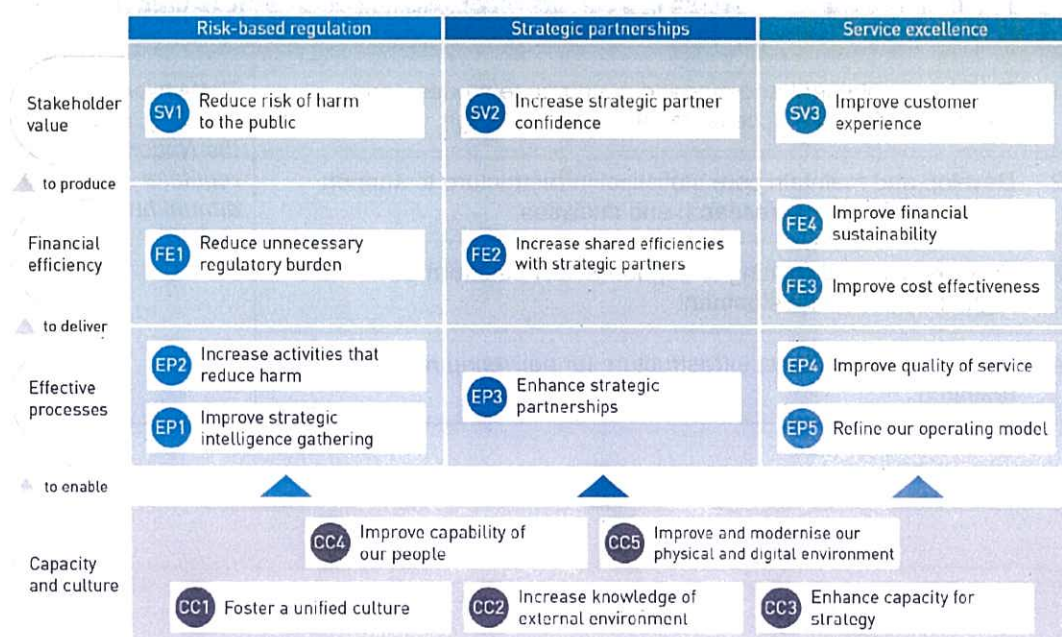 Risk-based regulation
Strategic partnerships
Service excellence
Stakeholder
value
SV1
Reduce risk of harm
to the public
SV2
Increase strategic partner
confidence
SV3
Improve customer
experience
to produce
Financial
efficiency
FE1
Reduce unnecessary
regulatory burden
FE2
Increase shared efficiencies
with strategic partners
FE4
Improve financial
sustainability
FE3
Improve cost effectiveness
to deliver
Effective
processes
EP2
Increase activities that
reduce harm
EP1
Improve strategic
intelligence gathering
EP3
Enhance strategic
partnerships
EP4
Improve quality of service
EP5
Refine our operating model
to enable
Capacity
and culture
CC4
Improve capability of
our people
CC5
Improve and modernise our
physical and digital environment
CC1
Foster a unified culture
CC2
Increase knowledge of
external environment
CC3
Enhance capacity for
strategy